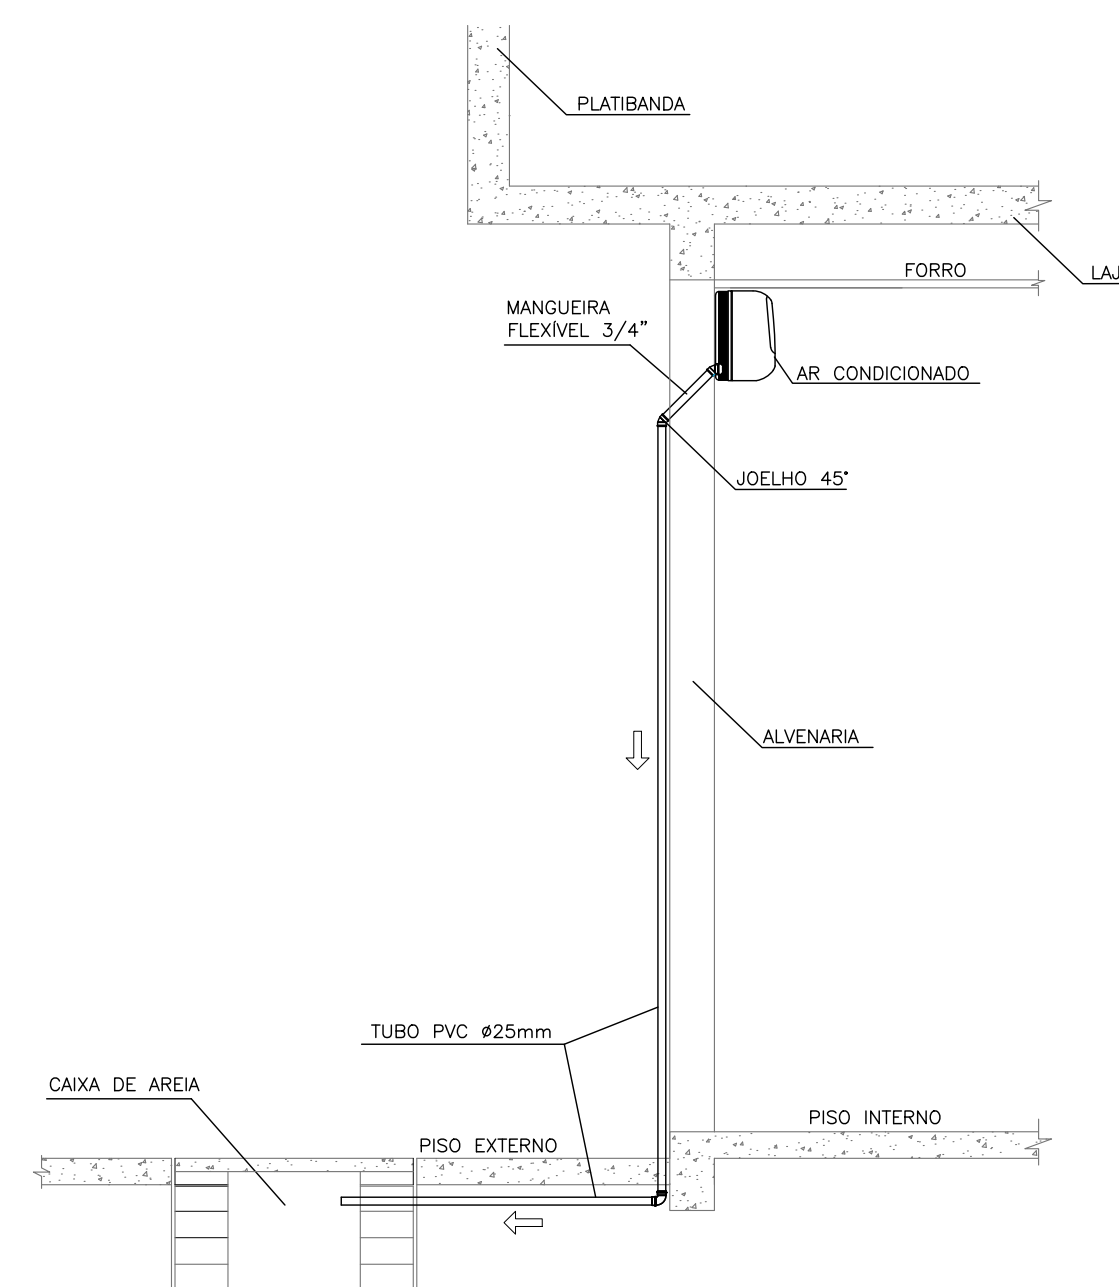 PLATIBANDA
FORRO
LAJ
MANGUEIRA
FLEXÍVEL 3/4"
AR CONDICIONADO
JOELHO 45°
ALVENARIA
TUBO PVC ø25mm
CAIXA DE AREIA
PISO INTERNO
PISO EXTERNO